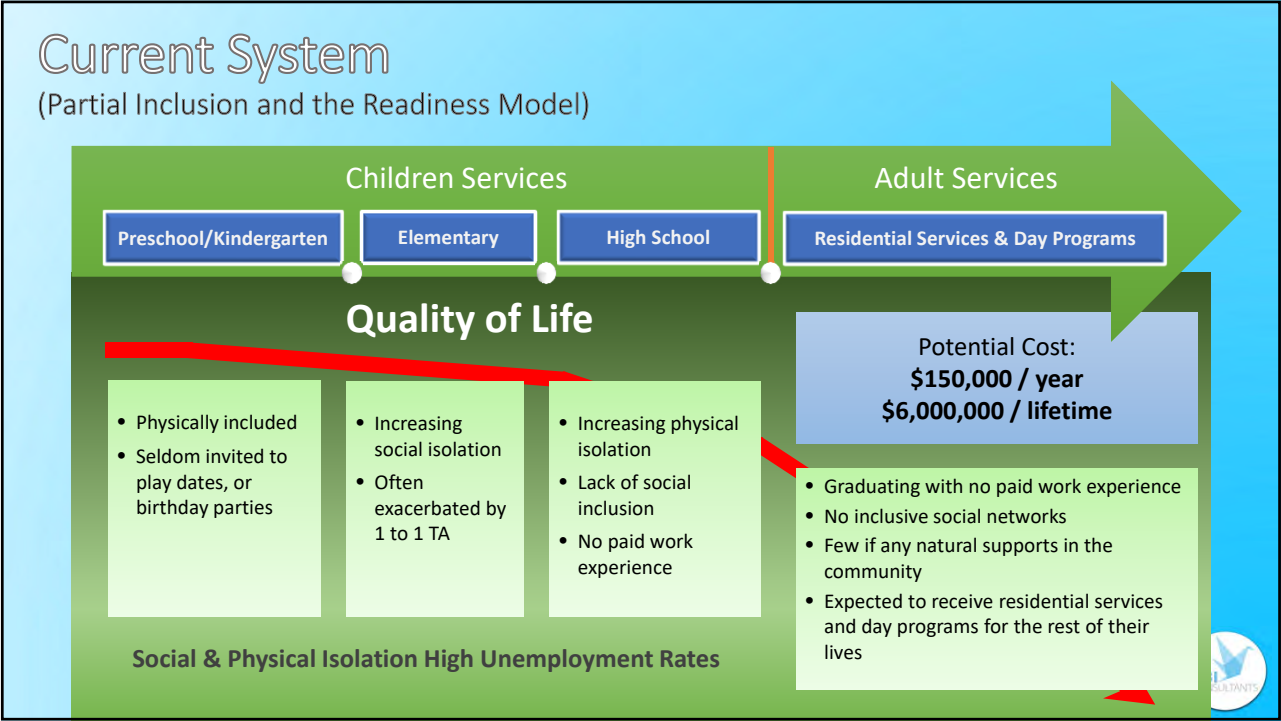 Current System
(Partial Inclusion and the Readiness Model)
Children Services
Adult Services
Preschool/Kindergarten
Elementary
High School
Residential Services & Day Programs
Quality of Life
Potential Cost:
$150,000 / year
$6,000,000 / lifetime
• Physically included
• Seldom invited to
play dates, or
birthday parties
• Increasing
social isolation
• Often
exacerbated by
1 to 1 TA
• Increasing physical
isolation
• Lack of social
inclusion
• No paid work
experience
• Graduating with no paid work experience
• No inclusive social networks
• Few if any natural supports in the
community
• Expected to receive residential services
and day programs for the rest of their
lives
Social & Physical Isolation High Unemployment Rates